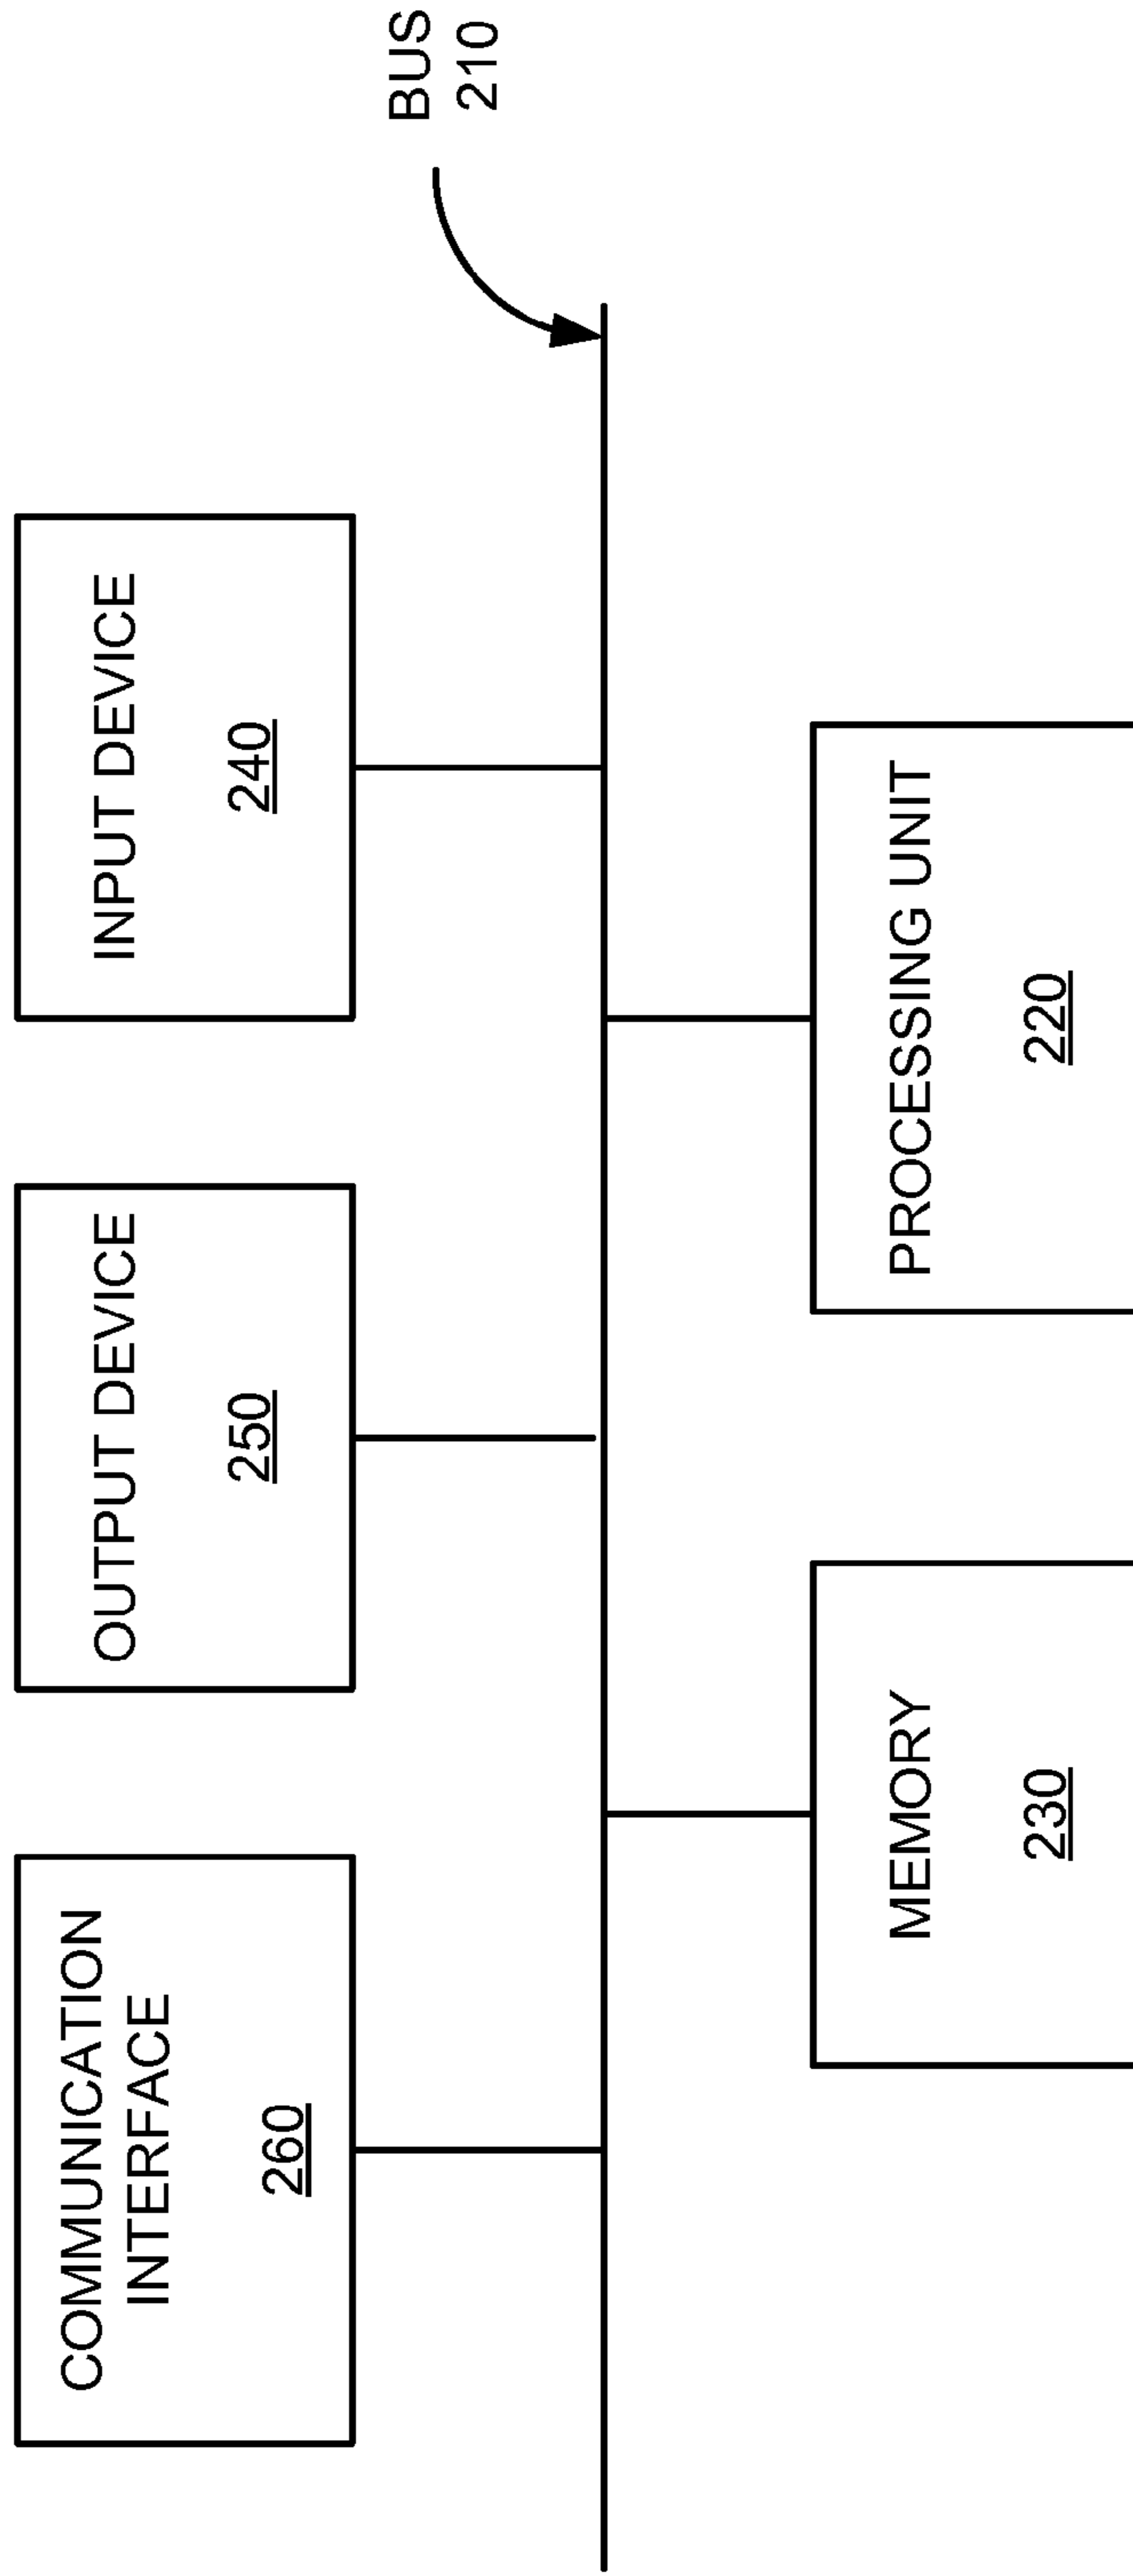 COMMUNICATION
INTERFACE
260
OUTPUT DEVICE
250
INPUT DEVICE
240
BUS
210
MEMORY
230
PROCESSING UNIT
220